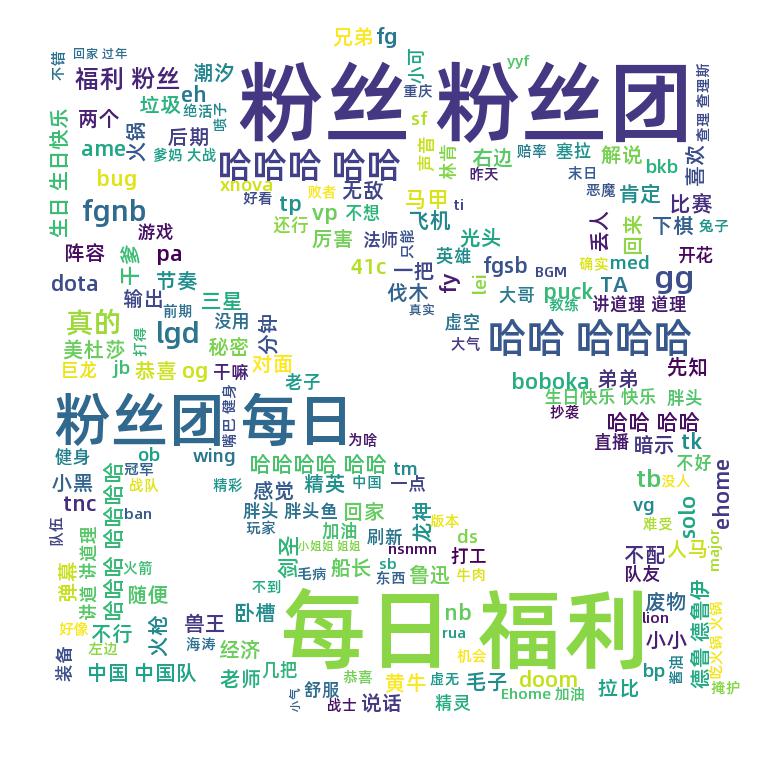 兄弟 fg
不错 回家 过年
福利 粉丝 潮汐 小可
粉丝 粉丝团
yyf
查理 查理斯
重庆
垃圾 eh 绝活
两个
生日 生日快乐
ame 火锅 后期
爹妈 大战
哈哈哈 哈哈
sf
声音 林肯 右边 赔率 塞拉 解说
昨天 末日 bkb 喜欢
bug xnova 败者 无敌
好看
fgnb
tp vp 不想 马甲
飞机 ti 恶魔 肯定 比赛
还行 厉害 法师 只能 光头
丢人 回来 下棋 兔子
游戏
阵容 pa 干爹
英雄 确实 med 开花
dota 节奏
41c 一把 fy lei fgsb BGM
puck TA gg
输出 前期 三星
伐木 大哥 教练 讲道理 道理
真的 lgd 没用 分钟
真实 虚空
哈哈 哈哈哈
美杜莎 打得 秘密 对面
大气 先知
巨龙 jb 恭喜 og 干嘛
老子 boboka 弟弟
嘴巴 健身
生日快乐 快乐 胖头
粉丝团 每日
抄袭 哈哈 哈哈
为啥 直播 暗示 tk
健身 ob wing
冠军 哈哈哈哈 哈哈 tm
不好
小黑 战队 精彩 感觉 精英 中国 一点
tb 没人 ehome
tnc
胖头 胖头鱼 回家
vg solo
队伍 ban 玩家 加油 刷新 龙神 版本
难受
讲道 讲道理
哈哈哈 哈哈哈哈
小姐姐 姐姐 nsnmn 打工 ds
不配 人马 major
弹幕 火箭 剑圣 船长 sb 鲁迅 牛肉
队友
随便 毛病 东西
不到
每日 福利
兽王 卧槽 nb
废物 德鲁 德鲁伊
好像 不行 火枪 rua lion
吃火锅 火锅
左边 海涛 经济 机会 小小
装备 中国 中国队 老师 几把 恭喜
黄牛 虚无 毛子 doom 拉比 bp 酱油
小气 舒服 战士 说话 精灵 Ehome 加油
掩护